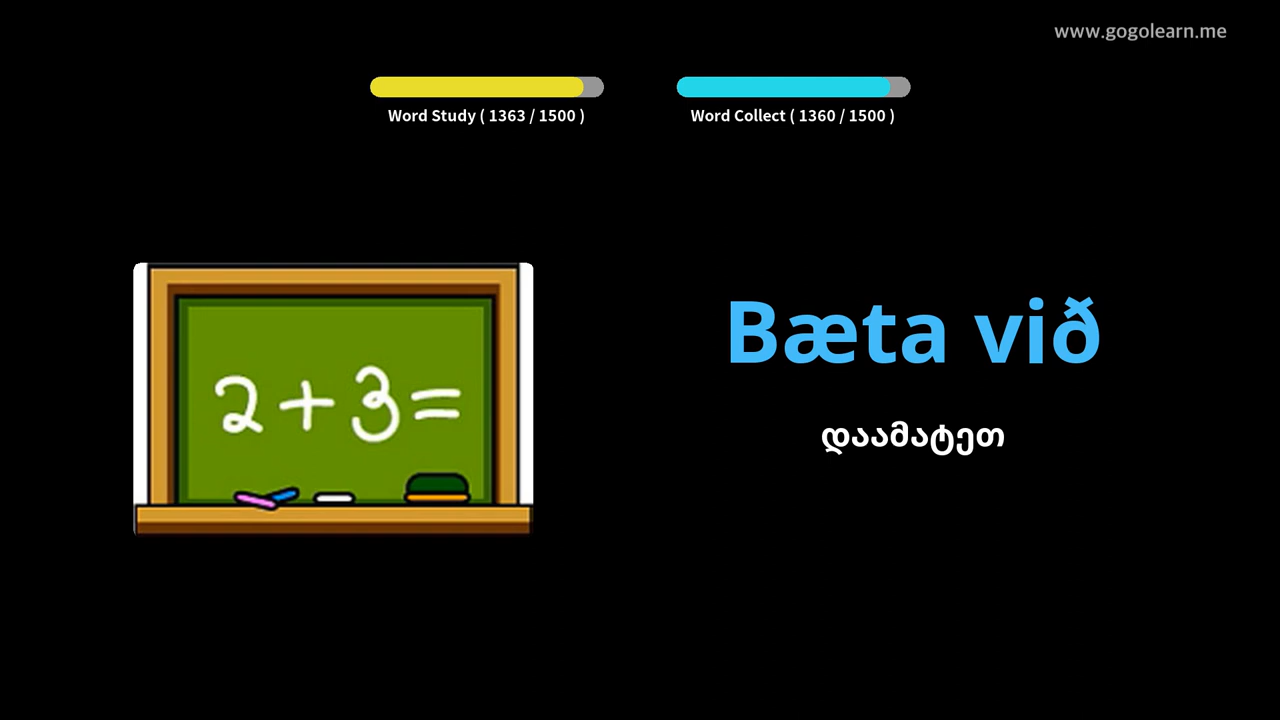 www.gogolearn.me
Word Study ( 1363 / 1500 )
Word Collect ( 1360 / 1500 )
2+3=
Bæta við
დაამატეთ